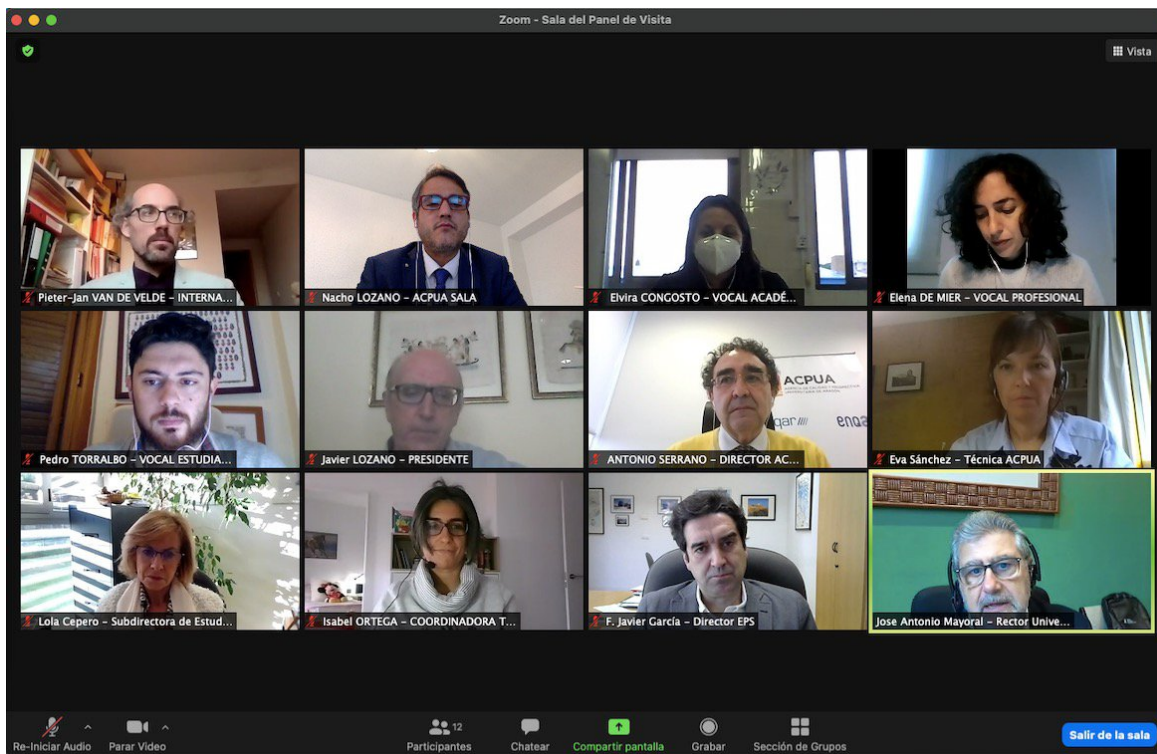 Zoom - Sala del Panel de Visita
Vista
Pieter-Jan VAN DE VELDE - INTERNA...
Nacho LOZANO - ACPUA SALA
Elvira CONGOSTO - VOCAL ACADÉ...
Elena DE MIER - VOCAL PROFESIONAL
ACPUA
qar
enqa
Pedro TORRALBO - VOCAL ESTUDIA...
Javier LOZANO - PRESIDENTE
ANTONIO SERRANO - DIRECTOR AC...
Eva Sánchez - Técnica ACPUA
Lola Cepero - Subdirectora de Estud...
Isabel ORTEGA - COORDINADORA T...
F. Javier García - Director EPS
Jose Antonio Mayoral - Rector Unive...
Re-Iniciar Audio
Parar Video
12
Participantes
Chatear
Compartir pantalla
Grabar
Sección de Grupos
Salir de la sala